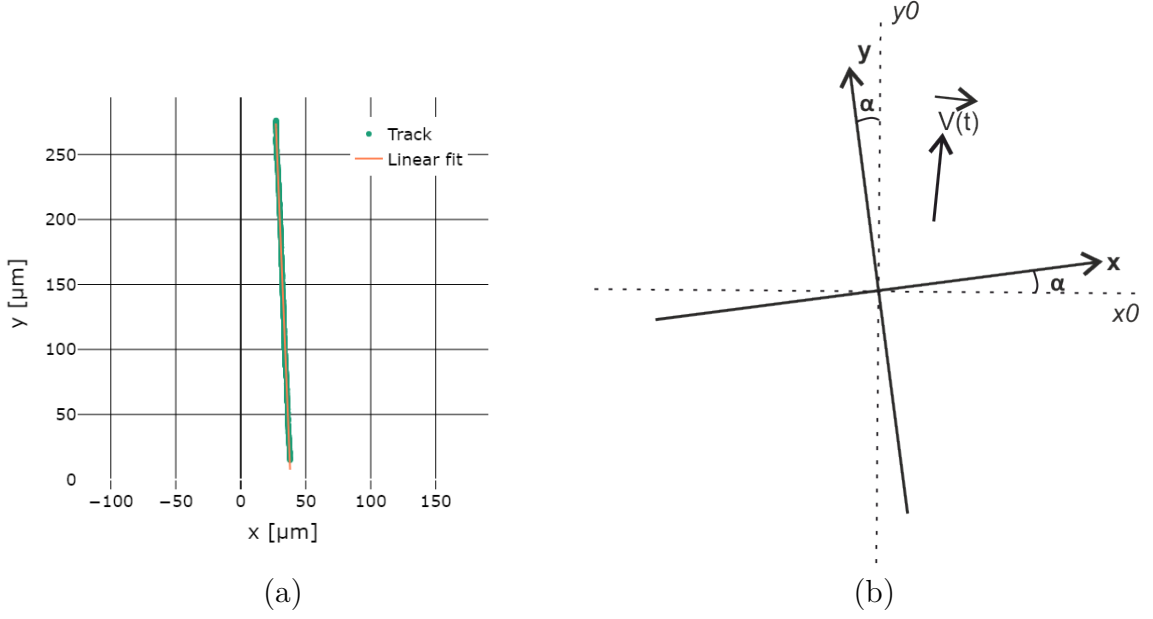 y0
y
α
V(t)
x
α
x0
Track
Linear fit
250
200
150
100
50
0
−100
−50
0
50
100
150
y [μm]
x [μm]
(a)
(b)